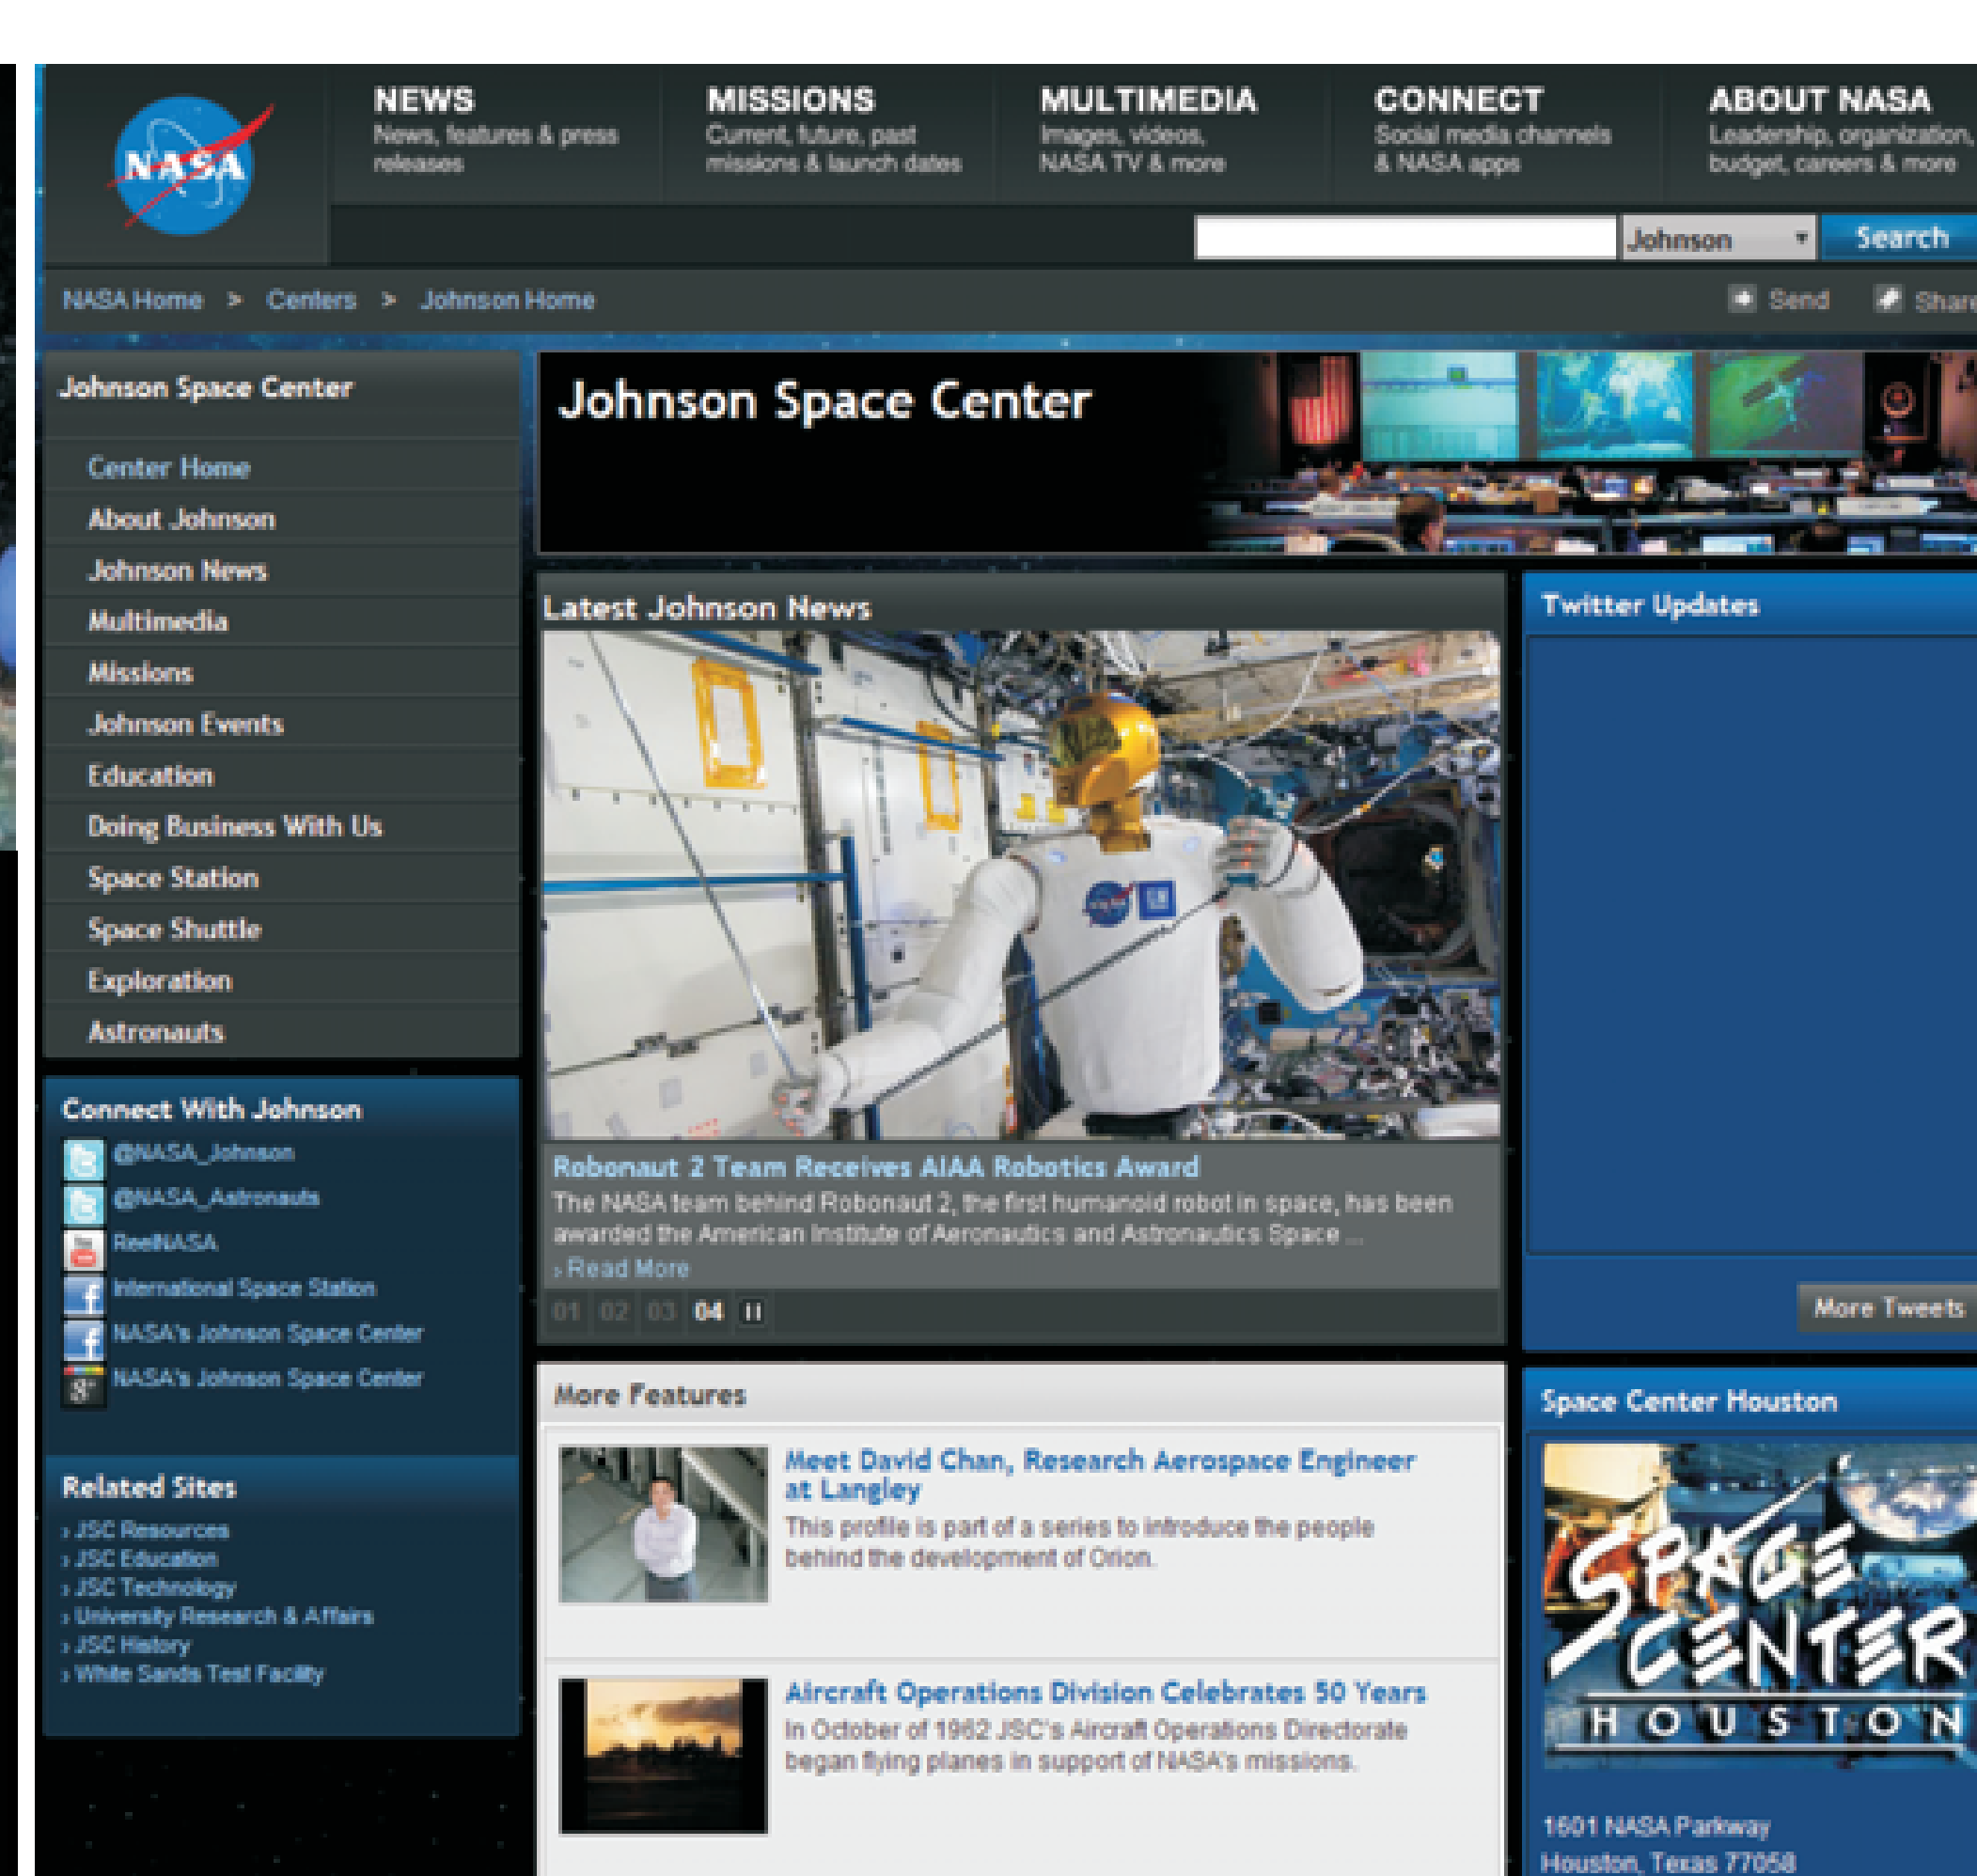 NASA
NEWS
News, features & press
releases
MISSIONS
Current, future, past
missions & launch dates
MULTIMEDIA
Images, videos,
NASA TV & more
CONNECT
Social media channels
& NASA apps
ABOUT NASA
Leadership, organization,
budget, careers & more
Johnson
Search
NASA Home > Centers > Johnson Home
Send
Share
Johnson Space Center
Center Home
About Johnson
Johnson News
Multimedia
Missions
Johnson Events
Education
Doing Business With Us
Space Station
Space Shuttle
Exploration
Astronauts
Connect With Johnson
@NASA_Johnson
@NASA_Astronauts
ReelNASA
International Space Station
NASA's Johnson Space Center
NASA's Johnson Space Center
Related Sites
› JSC Resources
› JSC Education
› JSC Technology
› University Research & Affairs
› JSC History
› White Sands Test Facility
Johnson Space Center
Latest Johnson News
Robonaut 2 Team Receives AIAA Robotics Award
The NASA team behind Robonaut 2, the first humanoid robot in space, has been
awarded the American Institute of Aeronautics and Astronautics Space ...
› Read More
01 02 03 04
More Features
Meet David Chan, Research Aerospace Engineer
at Langley
This profile is part of a series to introduce the people
behind the development of Orion.
Aircraft Operations Division Celebrates 50 Years
In October of 1962 JSC's Aircraft Operations Directorate
began flying planes in support of NASA's missions.
Twitter Updates
More Tweets
Space Center Houston
SPACE
CENTER
HOUSTON
1601 NASA Parkway
Houston, Texas 77058